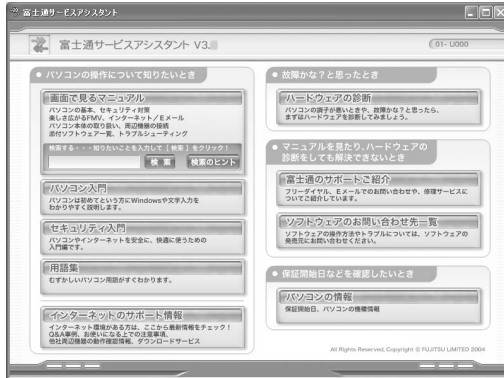 富士通サービスアシスタント
富士通サービスアシスタント V3.
01- U000
パソコンの操作について知りたいとき
画面で見るマニュアル
パソコンの基本、セキュリティ対策
楽しさ広がるFMV、インターネット／Eメール
パソコン本体の取り扱い、周辺機器の接続
添付ソフトウェア一覧、トラブルシューティング
検索する・・・知りたいことを入力して【 検索 】をクリック！
検 索 検索のヒント
パソコン入門
パソコンは初めてという方にWindowsや文字入力を
わかりやすく説明します。
セキュリティ入門
パソコンやインターネットを安全に、快適に使うための
入門編です。
用語集
むずかしいパソコン用語がすぐわかります。
インターネットのサポート情報
インターネット環境がある方は、ここから最新情報をチェック！
Q&A事例、お使いになる上での注意事項、
他社周辺機器の動作確認情報、ダウンロードサービス
故障かな？と思ったとき
ハードウェアの診断
パソコンの調子が悪いときや、故障かな？と思ったら、
まずはハードウェアを診断してみましょう。
マニュアルを見たり、ハードウェアの
診断をしても解決できないとき
富士通のサポートご紹介
フリーダイヤル、Eメールでのお問い合わせや、修理サービスに
ついてご紹介しています。
ソフトウェアのお問い合わせ先一覧
ソフトウェアの操作方法やトラブルについては、ソフトウェアの
発売元にお問い合わせください。
保証開始日などを確認したいとき
パソコンの情報
保証開始日、パソコンの機種情報
All Rights Reserved, Copyright © FUJITSU LIMITED 2004